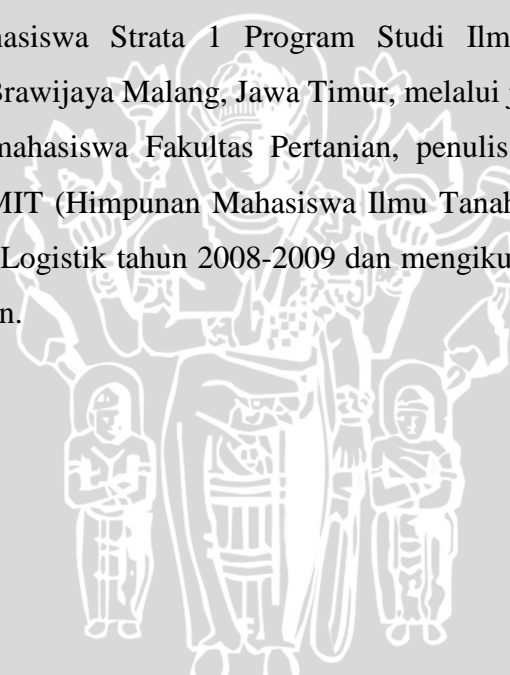 hasiswa Strata 1 Program Studi Ilm
Brawijaya Malang, Jawa Timur, melalui j
mahasiswa Fakultas Pertanian, penulis
MIT (Himpunan Mahasiswa Ilmu Tanah
Logistik tahun 2008-2009 dan mengiku
n.